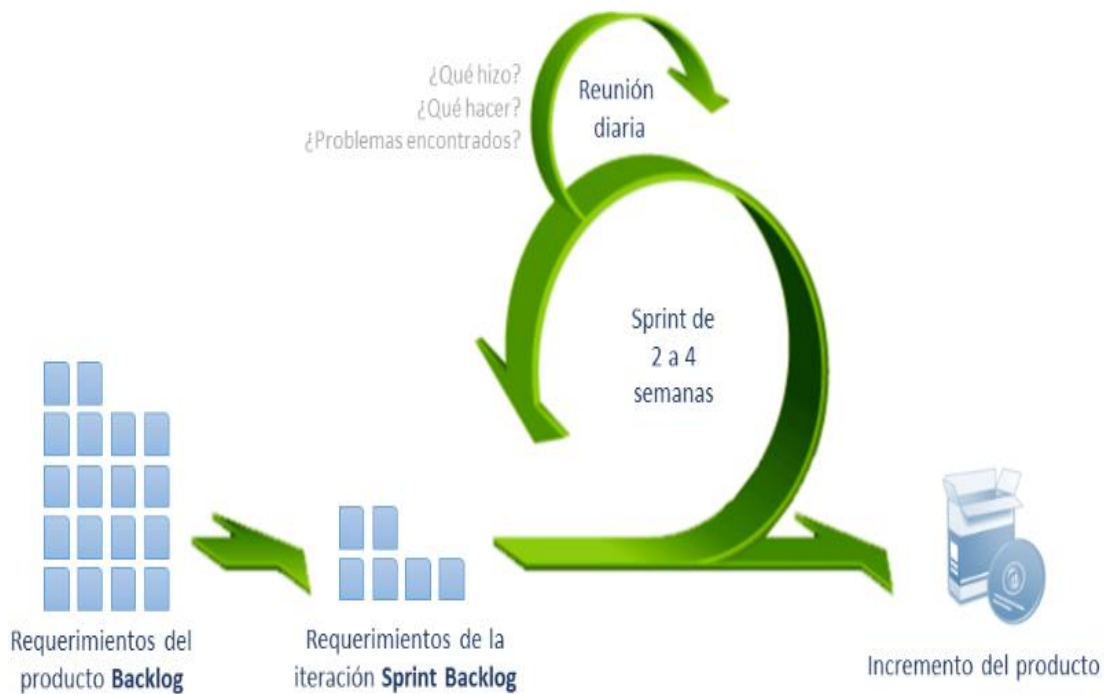 ¿Qué hizo?
¿Qué hacer?
¿Problemas encontrados?
Reunión
diaria
Sprint de
2 a 4
semanas
Requerimientos del
producto Backlog
Requerimientos de la
iteración Sprint Backlog
Incremento del producto